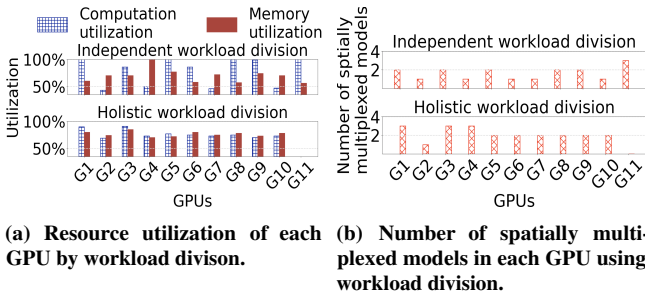 Computation utilization
Memory utilization
Independent workload division
100%
50%
Utilization
Holistic workload division
100%
50%
G1 G2 G3 G4 G5 G6 G7 G8 G9 G10 G11
GPUs
Number of sptially
multiplexed models
Independent workload division
4
2
Holistic workload division
4
2
G1 G2 G3 G4 G5 G6 G7 G8 G9 G10 G11
GPUs
(a) Resource utilization of each
GPU by workload divison.
(b) Number of spatially multi-
plexed models in each GPU using
workload division.